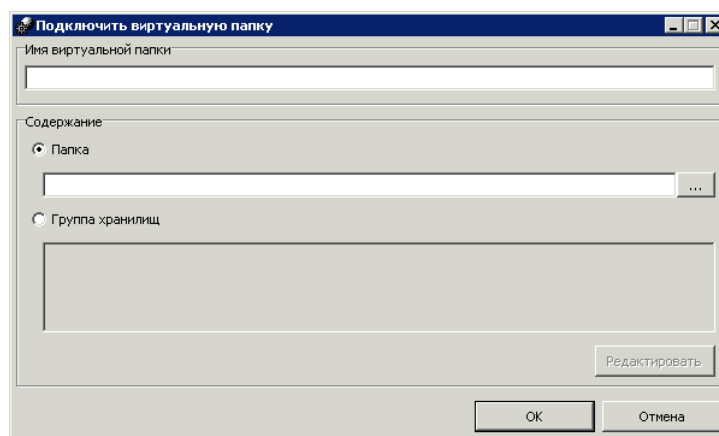 Подключить виртуальную папку
Имя виртуальной папки
Содержание
Папка
...
Группа хранилищ
Редактировать
OK
Отмена